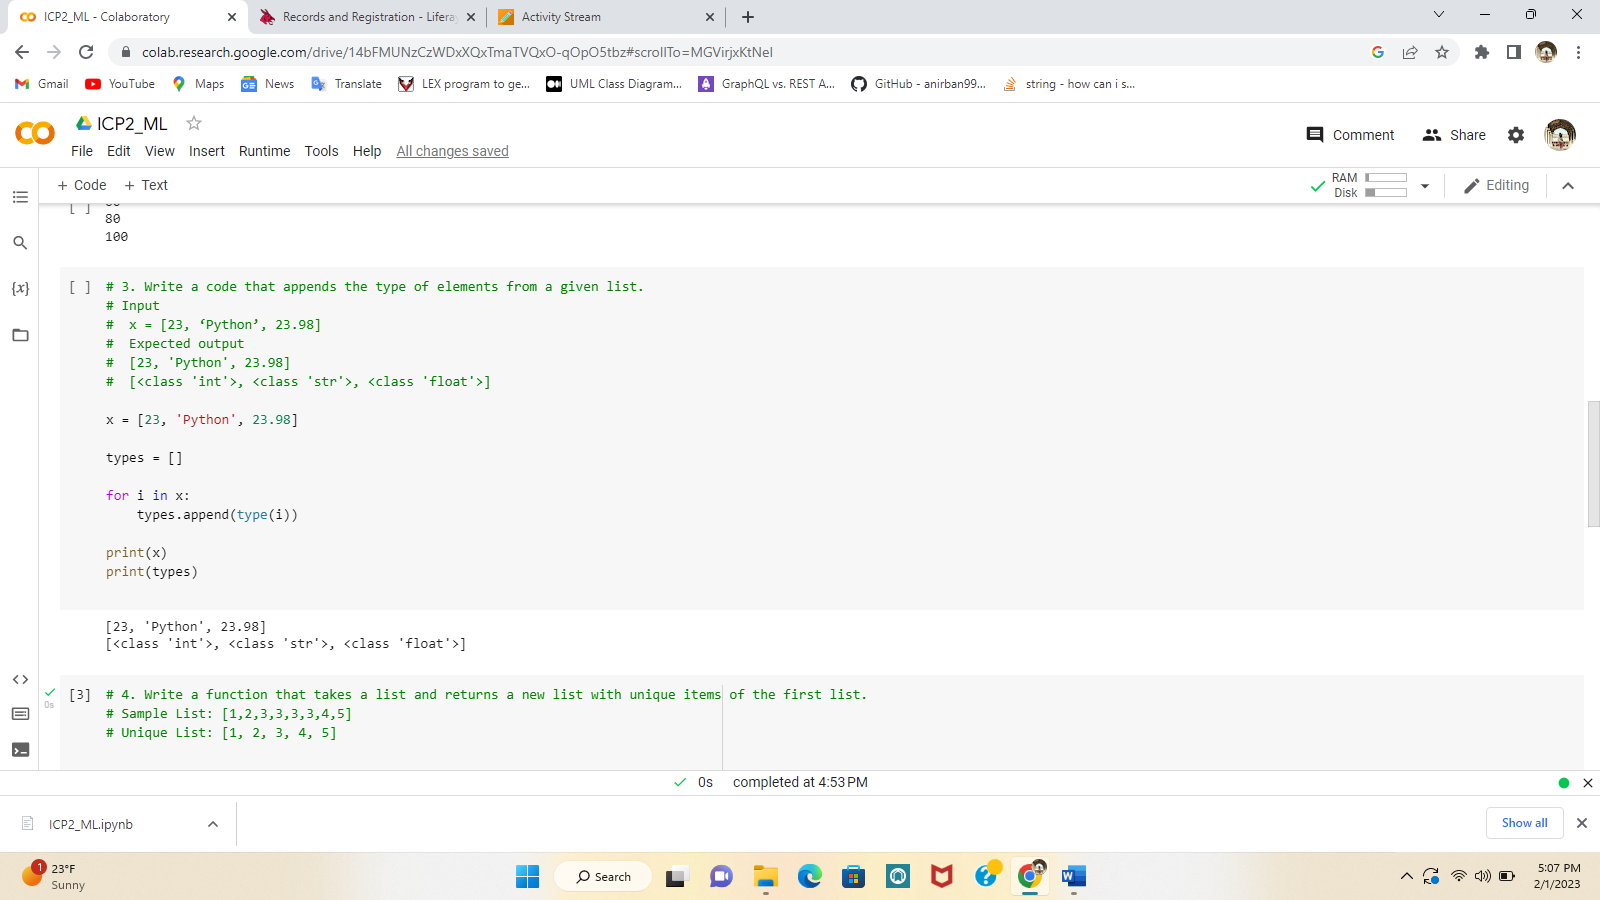 ICP2_ML - Colaboratory
Records and Registration - Lifera
Activity Stream
colab.research.google.com/drive/14bFMUNzCzWDxXQxTmaTVQxO-qOpO5tbz#scrollTo=MGVirjxKtNeI
Gmail YouTube Maps News Translate LEX program to ge... UML Class Diagram... GraphQL vs. REST A... GitHub - anirban99... string - how can i s...
ICP2_ML
Comment Share
File Edit View Insert Runtime Tools Help All changes saved
+ Code + Text
RAM
Disk
Editing
[ ]
80
100
[ ] # 3. Write a code that appends the type of elements from a given list.
# Input
#  x = [23, ‘Python’, 23.98]
#  Expected output
#  [23, 'Python', 23.98]
#  [<class 'int'>, <class 'str'>, <class 'float'>]
x = [23, 'Python', 23.98]
types = []
for i in x:
    types.append(type(i))
print(x)
print(types)
[23, 'Python', 23.98]
[<class 'int'>, <class 'str'>, <class 'float'>]
[3] # 4. Write a function that takes a list and returns a new list with unique items of the first list.
0s
# Sample List: [1,2,3,3,3,3,4,5]
# Unique List: [1, 2, 3, 4, 5]
0s completed at 4:53 PM
ICP2_ML.ipynb
Show all
1
23°F
Sunny
Search
5:07 PM
2/1/2023